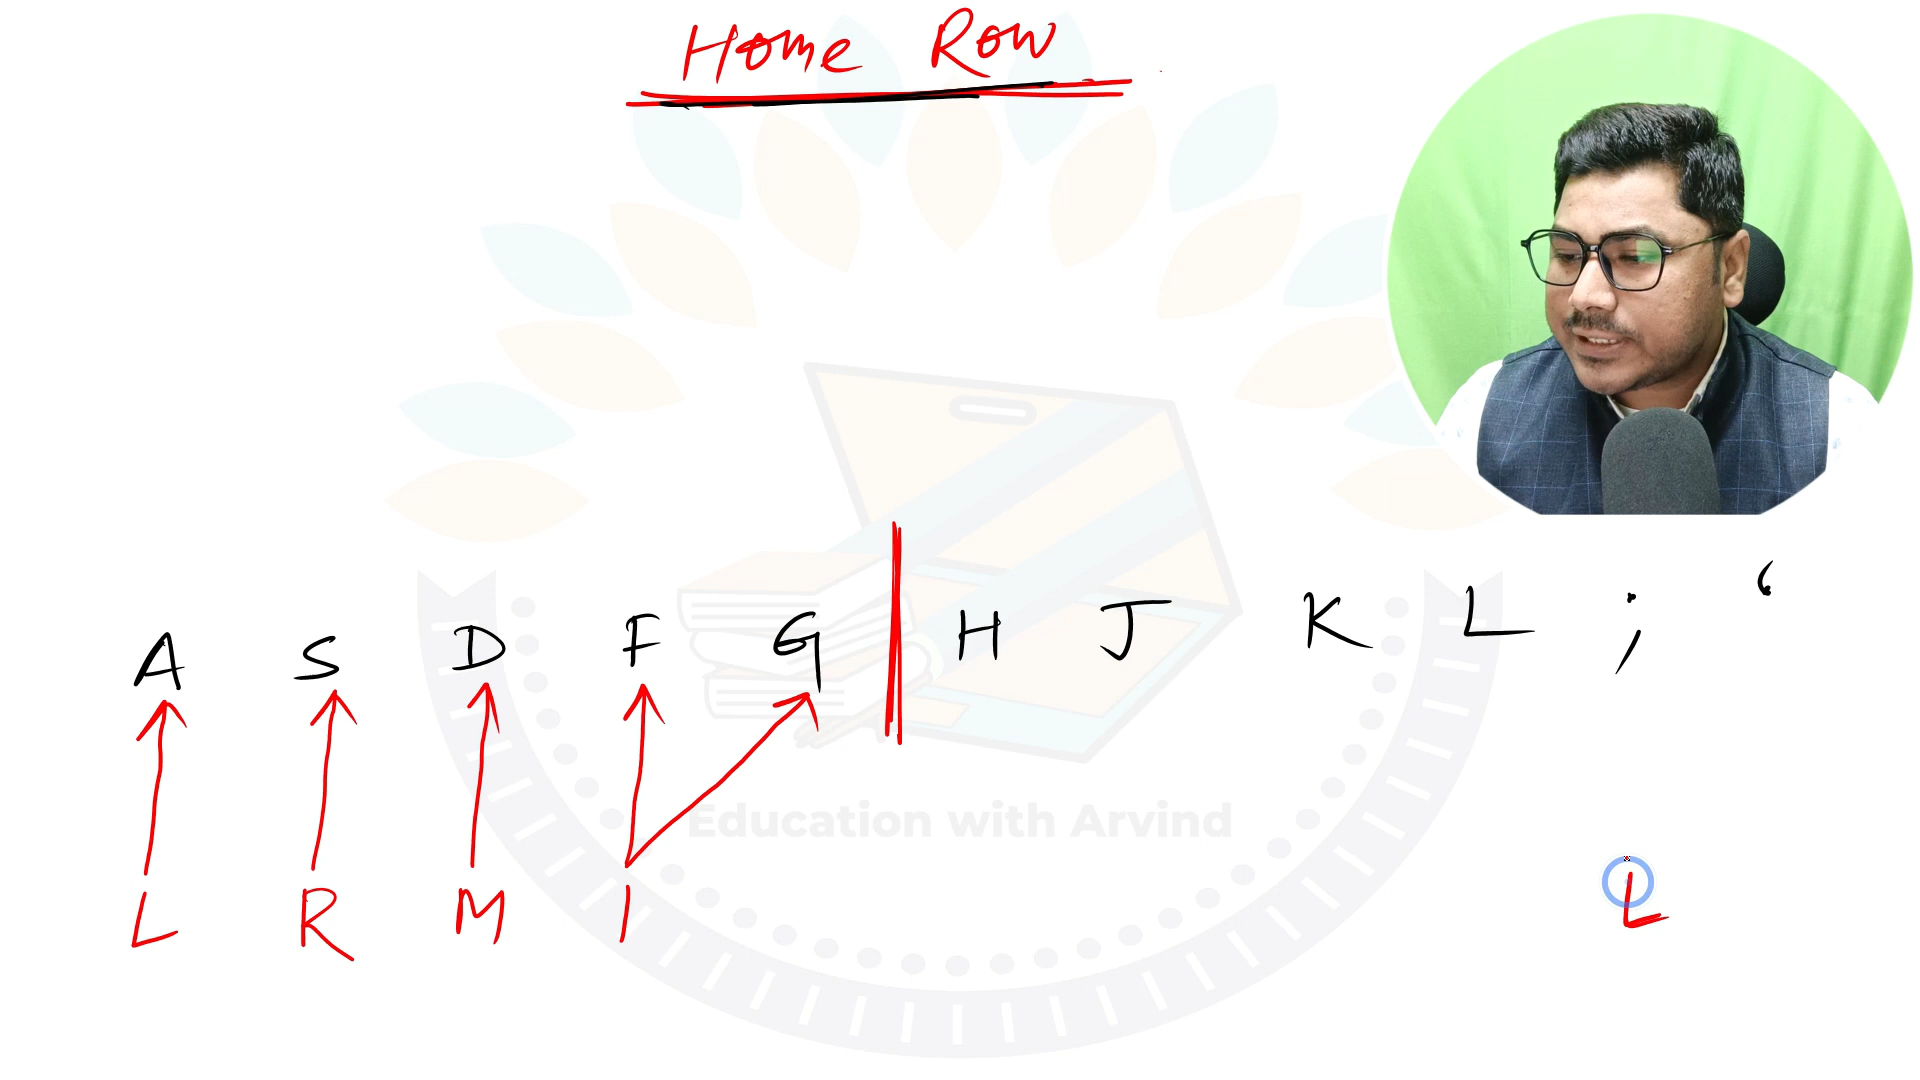 Home Row
A S D F G H J K L ; ‘
Education with Arvind
L R M I L